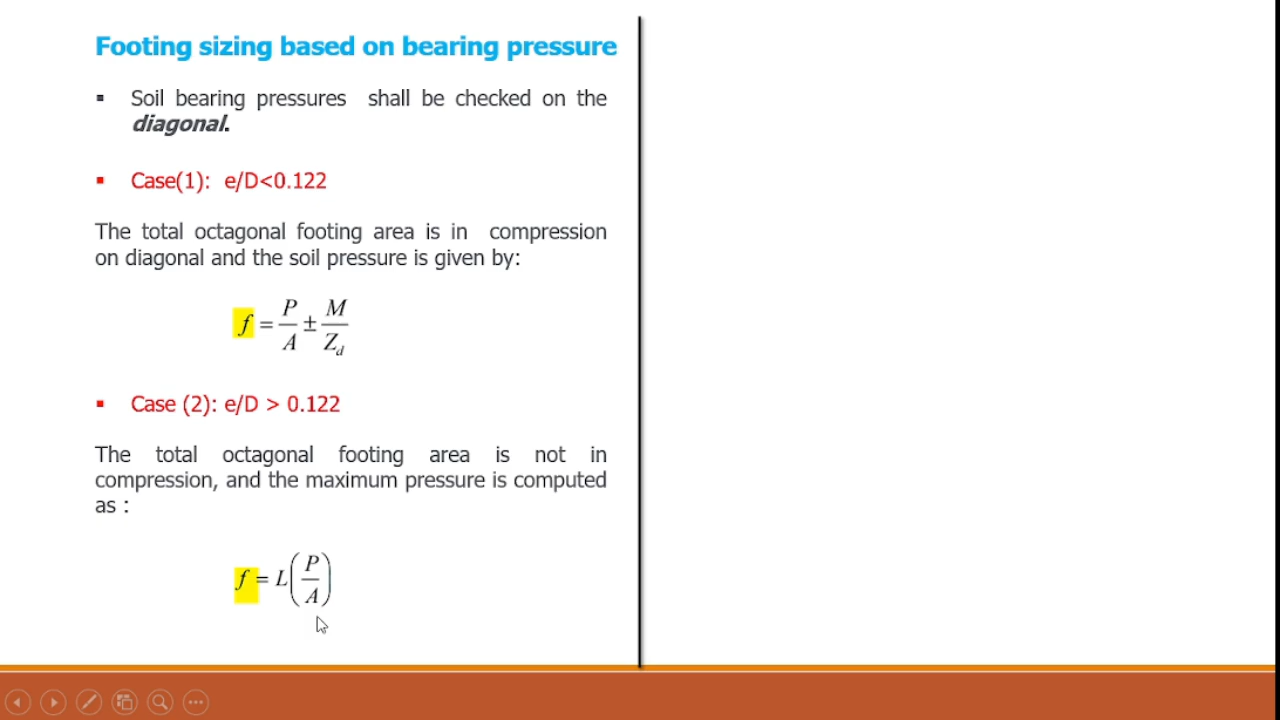 Footing sizing based on bearing pressure
▪ Soil bearing pressures shall be checked on the
diagonal.
▪ Case(1): e/D<0.122
The total octagonal footing area is in compression
on diagonal and the soil pressure is given by:
f = P/A ± M/Z_d
▪ Case (2): e/D > 0.122
The total octagonal footing area is not in
compression, and the maximum pressure is computed
as :
f = L(P/A)